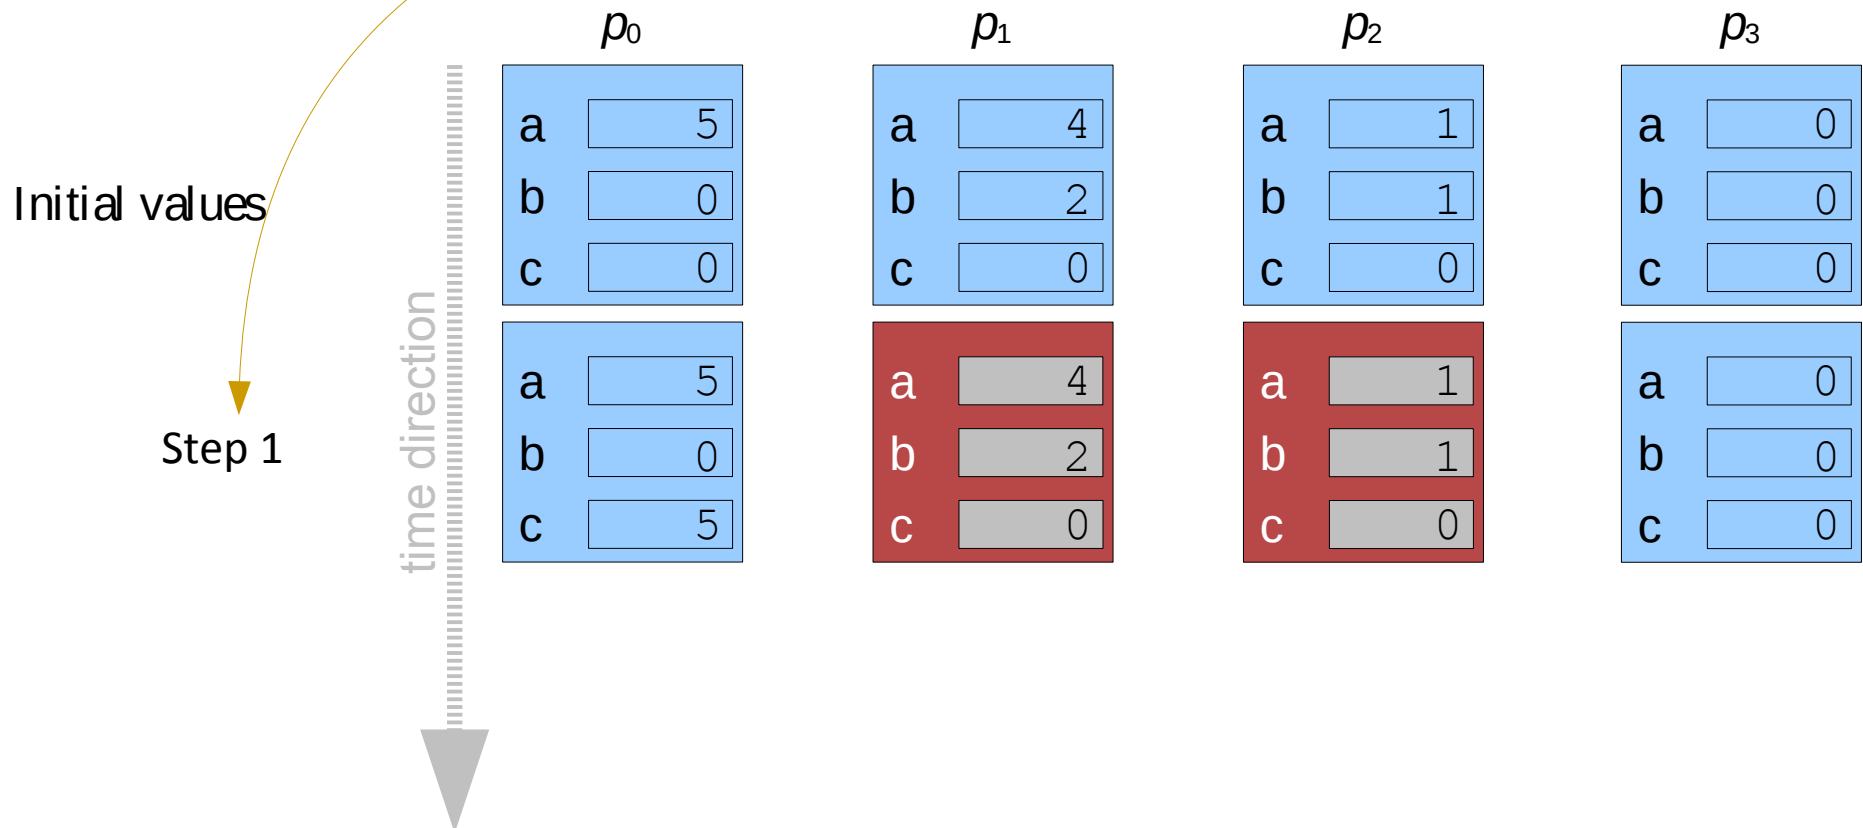 p0 p1 p2 p3
Initial values
a 5 a 4 a 1 a 0
b 0 b 2 b 1 b 0
c 0 c 0 c 0 c 0
time direction
Step 1
a 5 a 4 a 1 a 0
b 0 b 2 b 1 b 0
c 5 c 0 c 0 c 0